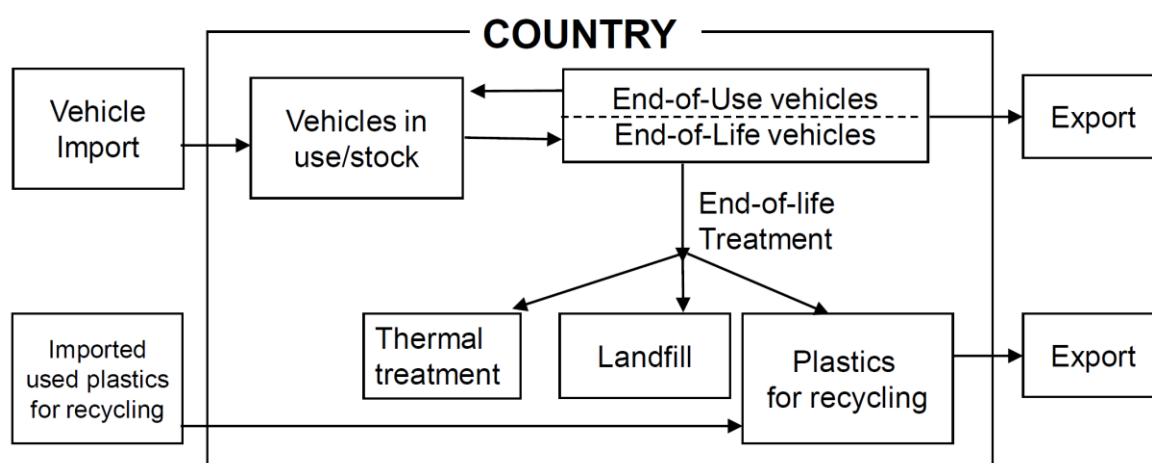 COUNTRY
Vehicle
Import
Vehicles in
use/stock
End-of-Use vehicles
End-of-Life vehicles
Export
End-of-life
Treatment
Imported
used plastics
for recycling
Thermal
treatment
Landfill
Plastics
for recycling
Export